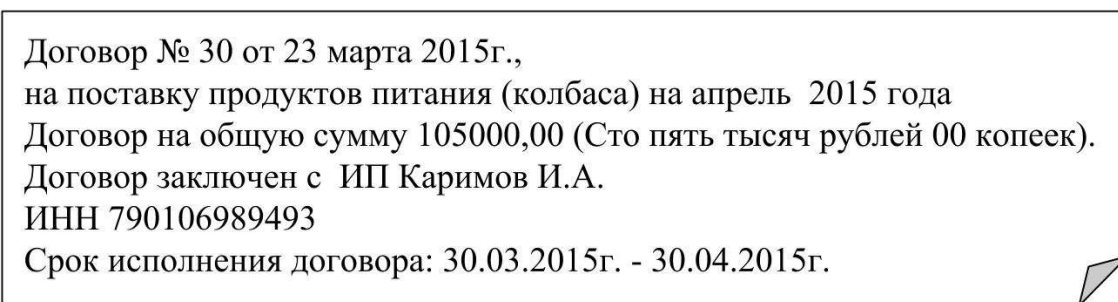 Договор № 30 от 23 марта 2015г.,
на поставку продуктов питания (колбаса) на апрель 2015 года
Договор на общую сумму 105000,00 (Сто пять тысяч рублей 00 копеек).
Договор заключен с ИП Каримов И.А.
ИНН 790106989493
Срок исполнения договора: 30.03.2015г. - 30.04.2015г.